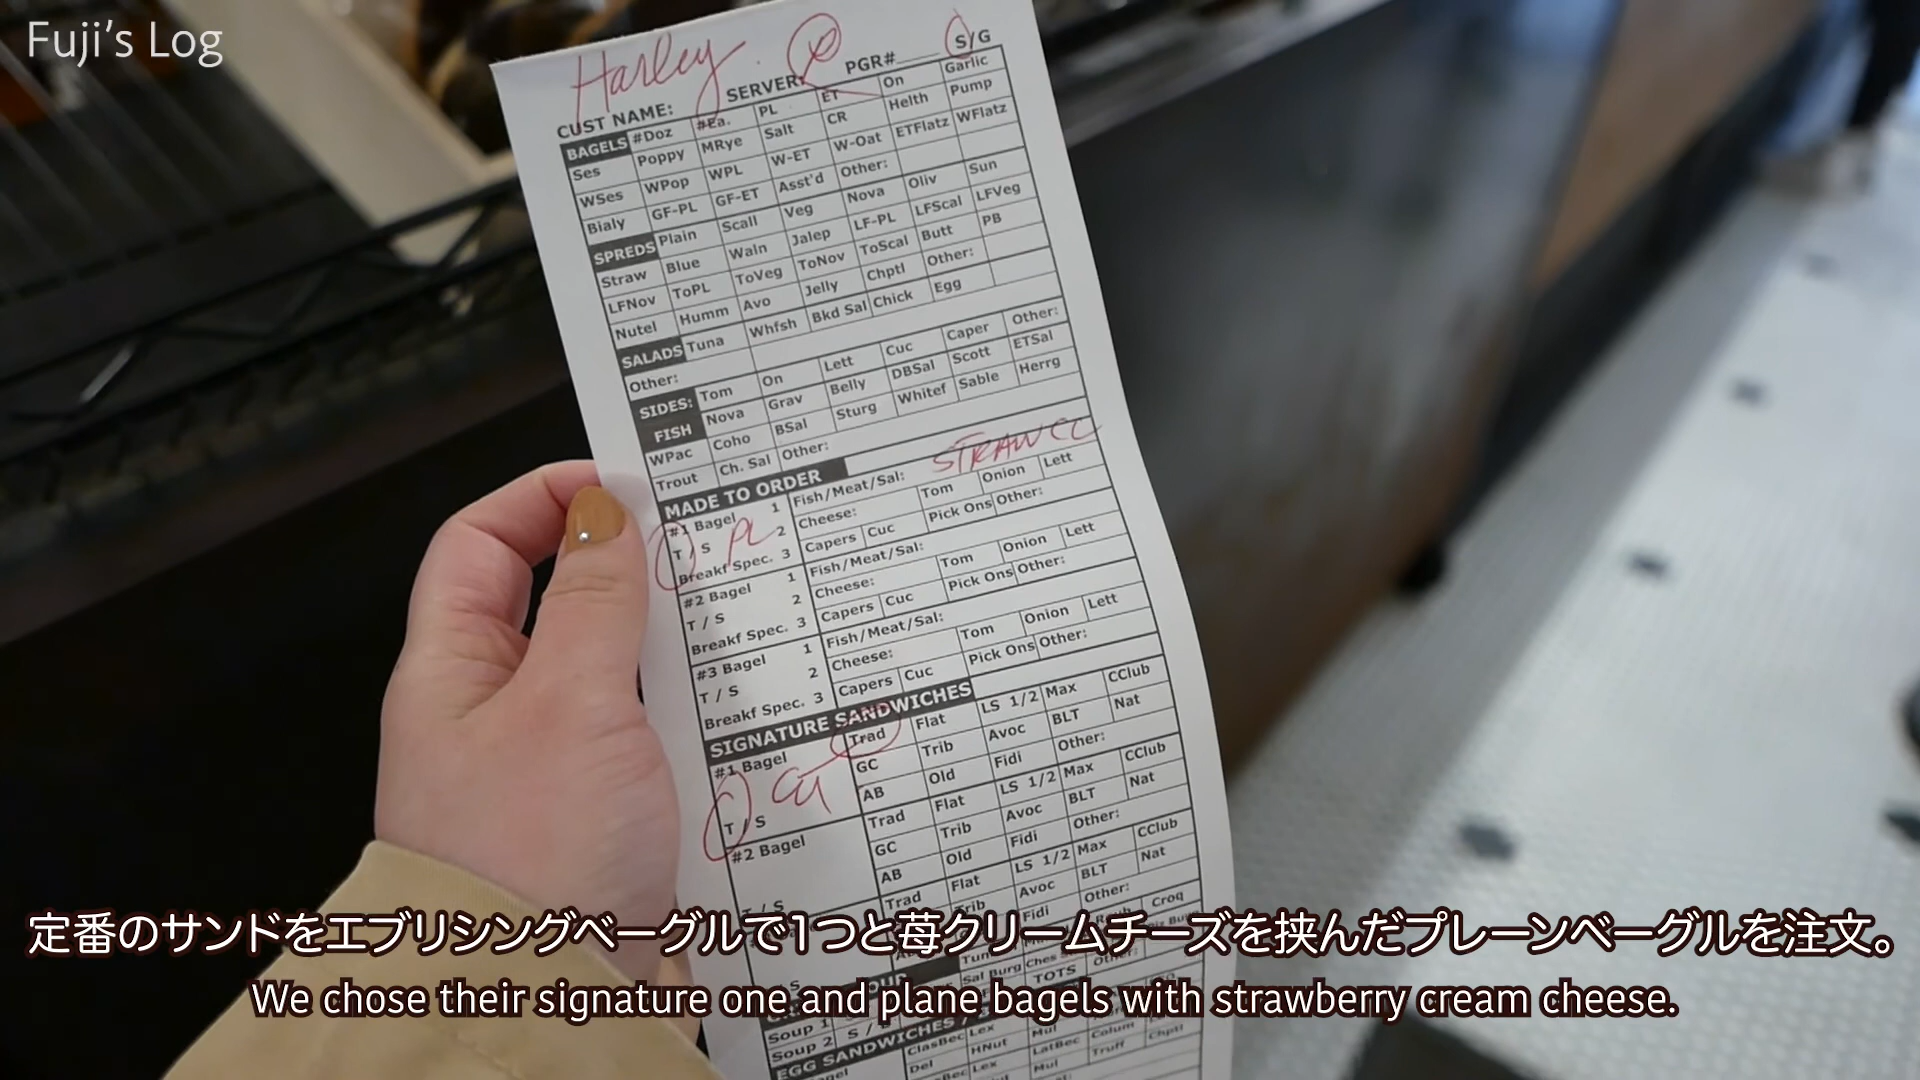 Fuji's Log
Harley
CUST NAME: SERVER: PGR# S/G
BAGELS #Doz #Ea. PL ET On Garlic
Ses Poppy MRye Salt CR Helth Pump
WSes WPop WPL W-ET W-Oat ETFlatz WFlatz
Bialy GF-PL GF-ET Asst'd Other:
SPREDS Plain Scall Veg Nova Oliv Sun
Straw Blue Waln Jalep LF-PL LFScal LFVeg
LFNov ToPL ToVeg ToNov ToScal Butt PB
Nutel Humm Avo Jelly Chptl Other:
SALADS Tuna Whfsh Bkd Sal Chick Egg
Other:
SIDES: Tom On Lett Cuc Caper Other:
FISH Nova Grav Belly DBSal Scott ETSal
WPac Coho BSal Sturg Whitef Sable Herrg
Trout Ch. Sal Other:
MADE TO ORDER
#1 Bagel 1 Fish/Meat/Sal: STRAW CC
T / S PL 2 Cheese: Tom Onion Lett
Breakf Spec. 3 Capers Cuc Pick Ons Other:
#2 Bagel 1 Fish/Meat/Sal:
T / S 2 Cheese: Tom Onion Lett
Breakf Spec. 3 Capers Cuc Pick Ons Other:
#3 Bagel 1 Fish/Meat/Sal:
T / S 2 Cheese: Tom Onion Lett
Breakf Spec. 3 Capers Cuc Pick Ons Other:
SIGNATURE SANDWICHES
#1 Bagel Trad Flat LS 1/2 Max CClub
GC Trib Avoc BLT Nat
T / S AB Old Fidi Other:
#2 Bagel Trad Flat LS 1/2 Max CClub
GC Trib Avoc BLT Nat
T / S AB Old Fidi Other:
Trad Flat LS 1/2 Max CClub
Trib Avoc BLT Nat
Fidi Other:
定番のサンドをエブリシングベーグルで1つと苺クリームチーズを挟んだプレーンベーグルを注文。
We chose their signature one and plane bagels with strawberry cream cheese.
Soup 1 S /
Soup 2
TOTS
EGG SANDWICHES
ClasBec Lex Mul
Del HNut LatBec Truff
Lex Mul